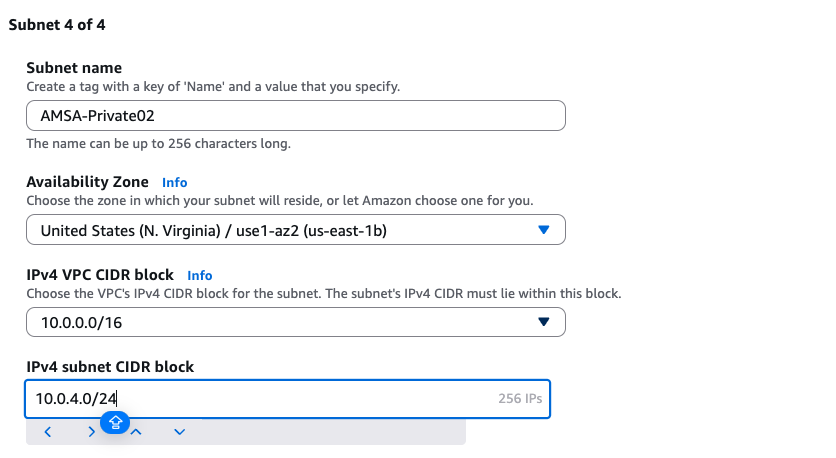 Subnet 4 of 4
Subnet name
Create a tag with a key of 'Name' and a value that you specify.
AMSA-Private02
The name can be up to 256 characters long.
Availability Zone Info
Choose the zone in which your subnet will reside, or let Amazon choose one for you.
United States (N. Virginia) / use1-az2 (us-east-1b)
IPv4 VPC CIDR block Info
Choose the VPC's IPv4 CIDR block for the subnet. The subnet's IPv4 CIDR must lie within this block.
10.0.0.0/16
IPv4 subnet CIDR block
10.0.4.0/24 256 IPs